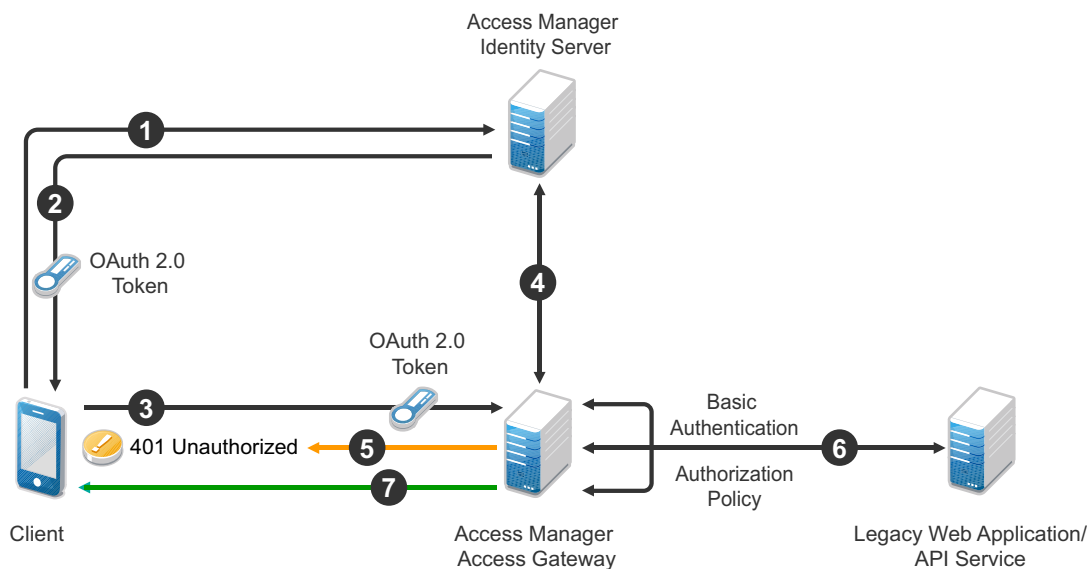 Access Manager
Identity Server
1
2
OAuth 2.0
Token
4
OAuth 2.0
Token
3
401 Unauthorized
5
7
Basic
Authentication
6
Authorization
Policy
Client
Access Manager
Access Gateway
Legacy Web Application/
API Service